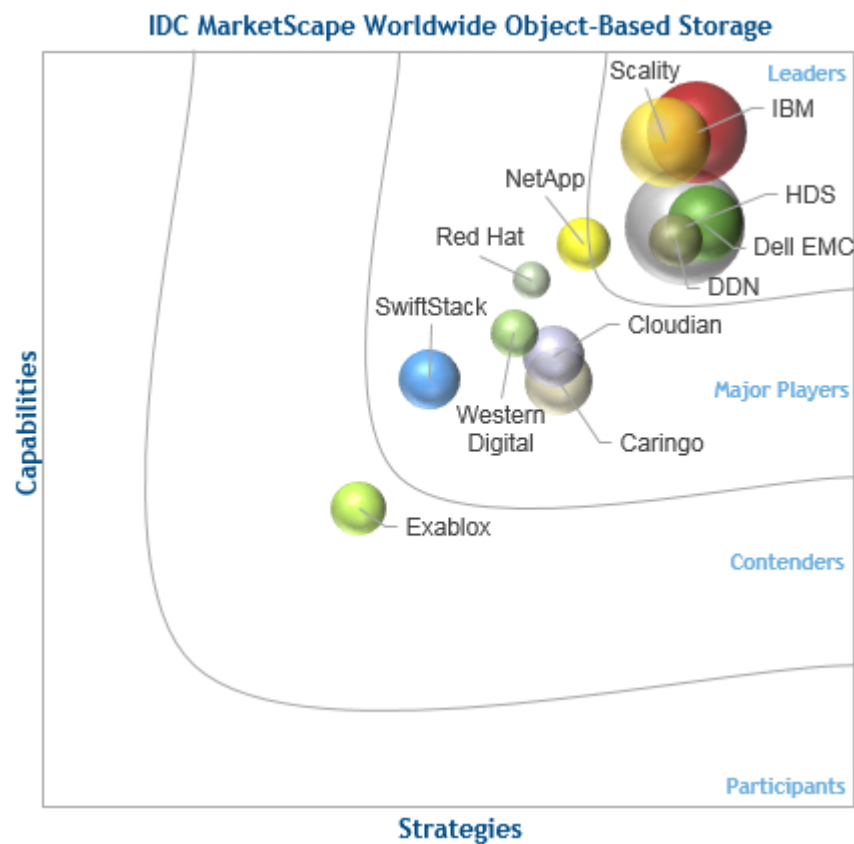 IDC MarketScape Worldwide Object-Based Storage
Leaders
Scality
IBM
NetApp
HDS
Red Hat
Dell EMC
DDN
SwiftStack
Cloudian
Major Players
Western
Digital
Caringo
Capabilities
Exablox
Contenders
Participants
Strategies